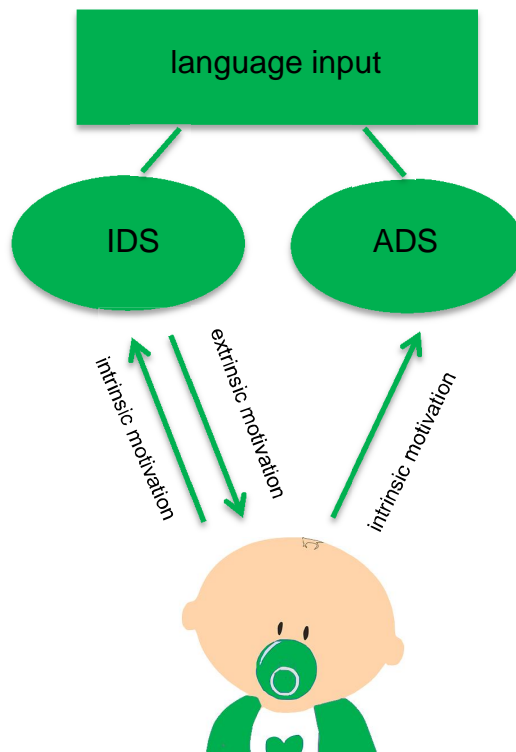 language input
IDS
ADS
intrinsic motivation
extrinsic motivation
intrinsic motivation